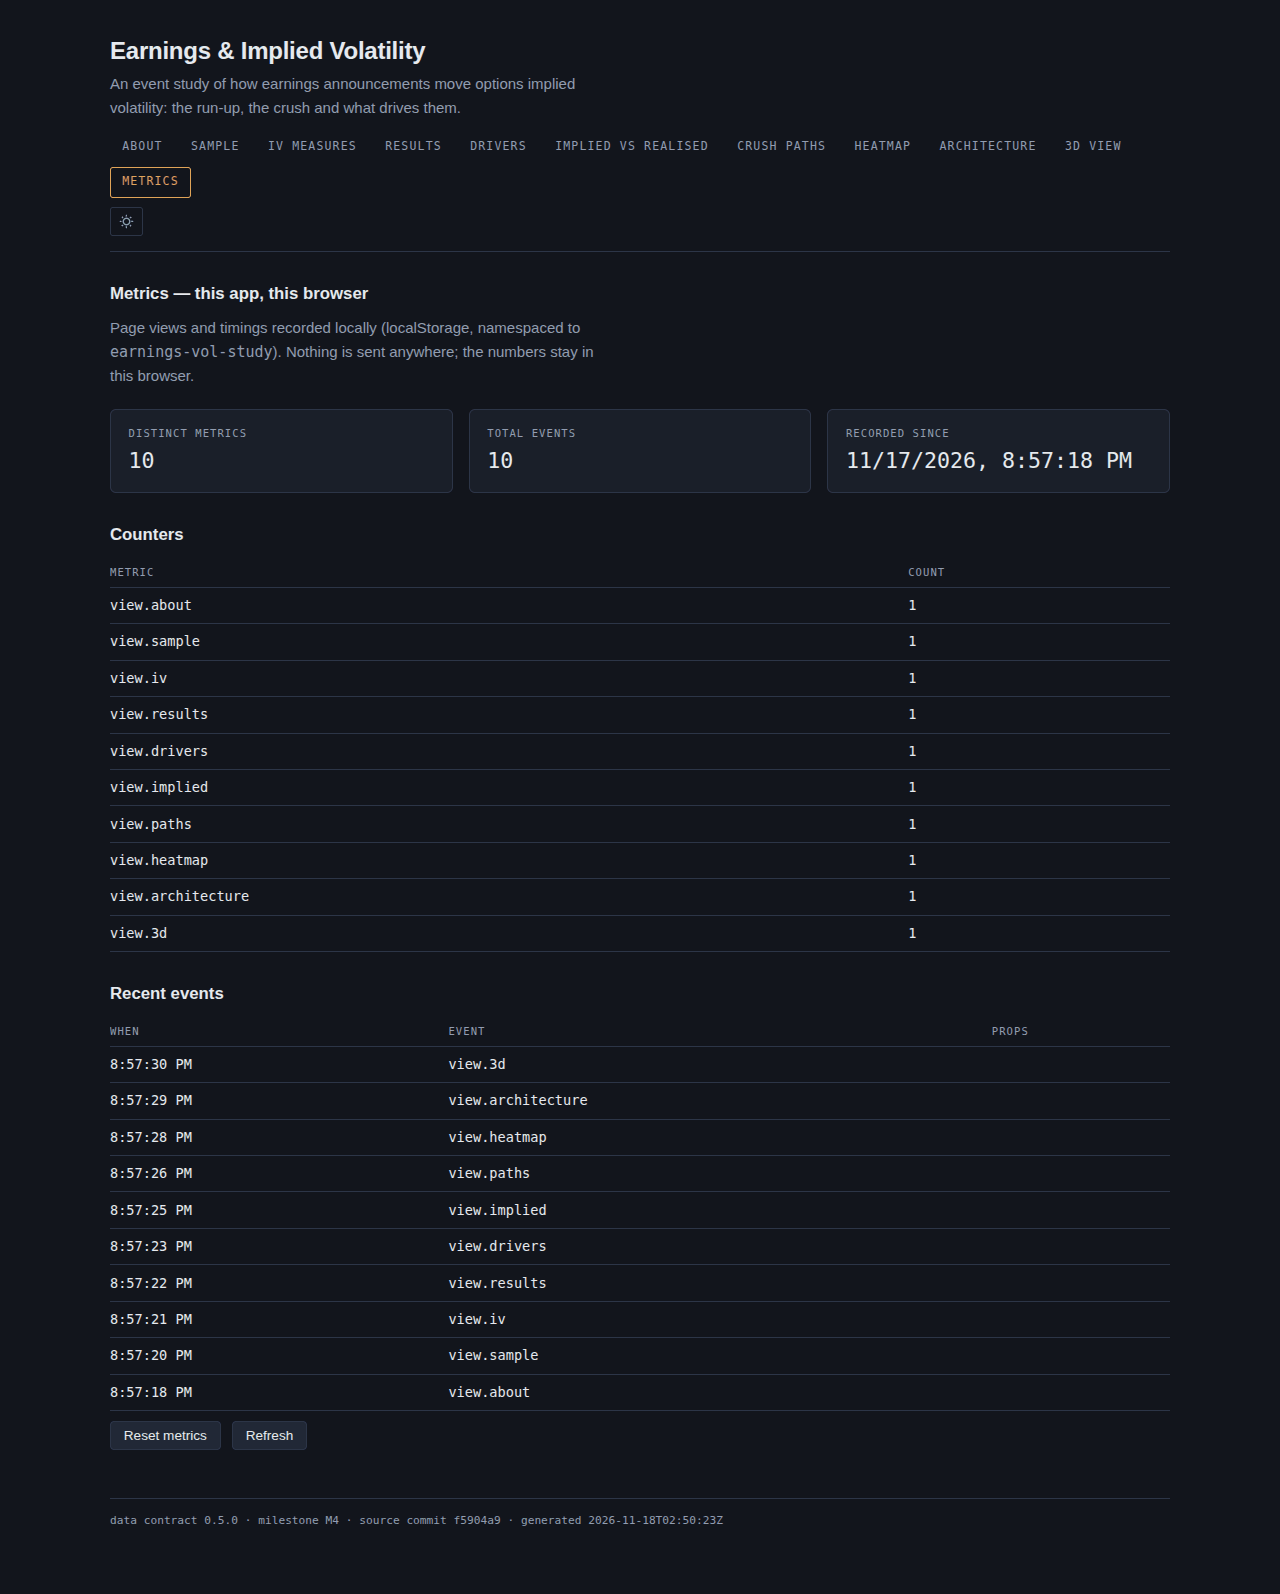 Earnings & Implied Volatility
An event study of how earnings announcements move options implied
volatility: the run-up, the crush and what drives them.
ABOUT SAMPLE IV MEASURES RESULTS DRIVERS IMPLIED VS REALISED CRUSH PATHS HEATMAP ARCHITECTURE 3D VIEW
METRICS
Metrics — this app, this browser
Page views and timings recorded locally (localStorage, namespaced to
earnings-vol-study). Nothing is sent anywhere; the numbers stay in
this browser.
DISTINCT METRICS TOTAL EVENTS RECORDED SINCE
10 10 11/17/2026, 8:57:18 PM
Counters
METRIC COUNT
view.about 1
view.sample 1
view.iv 1
view.results 1
view.drivers 1
view.implied 1
view.paths 1
view.heatmap 1
view.architecture 1
view.3d 1
Recent events
WHEN EVENT PROPS
8:57:30 PM view.3d
8:57:29 PM view.architecture
8:57:28 PM view.heatmap
8:57:26 PM view.paths
8:57:25 PM view.implied
8:57:23 PM view.drivers
8:57:22 PM view.results
8:57:21 PM view.iv
8:57:20 PM view.sample
8:57:18 PM view.about
Reset metrics Refresh
data contract 0.5.0 · milestone M4 · source commit f5904a9 · generated 2026-11-18T02:50:23Z